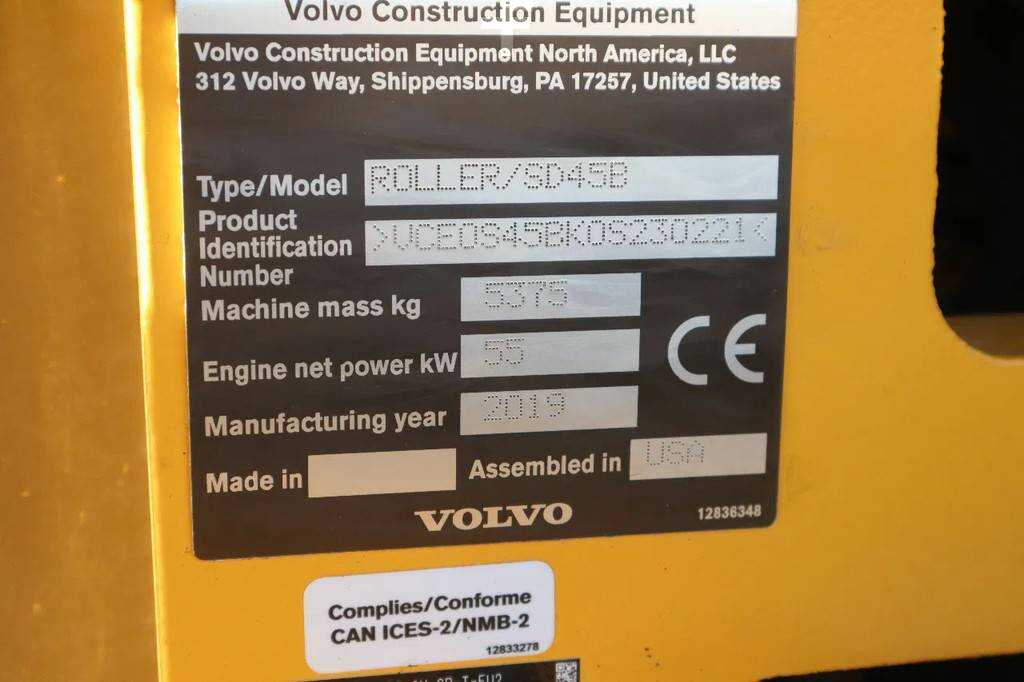 Volvo Construction Equipment
Volvo Construction Equipment North America, LLC
312 Volvo Way, Shippensburg, PA 17257, United States
Type/Model ROLLER/SD45B
Product
Identification >VCE0S45BK0S230221<
Number
Machine mass kg 5375
Engine net power kW 55
Manufacturing year 2019
Made in Assembled in USA
VOLVO 12836348
Complies/Conforme
CAN ICES-2/NMB-2
12833278
CE